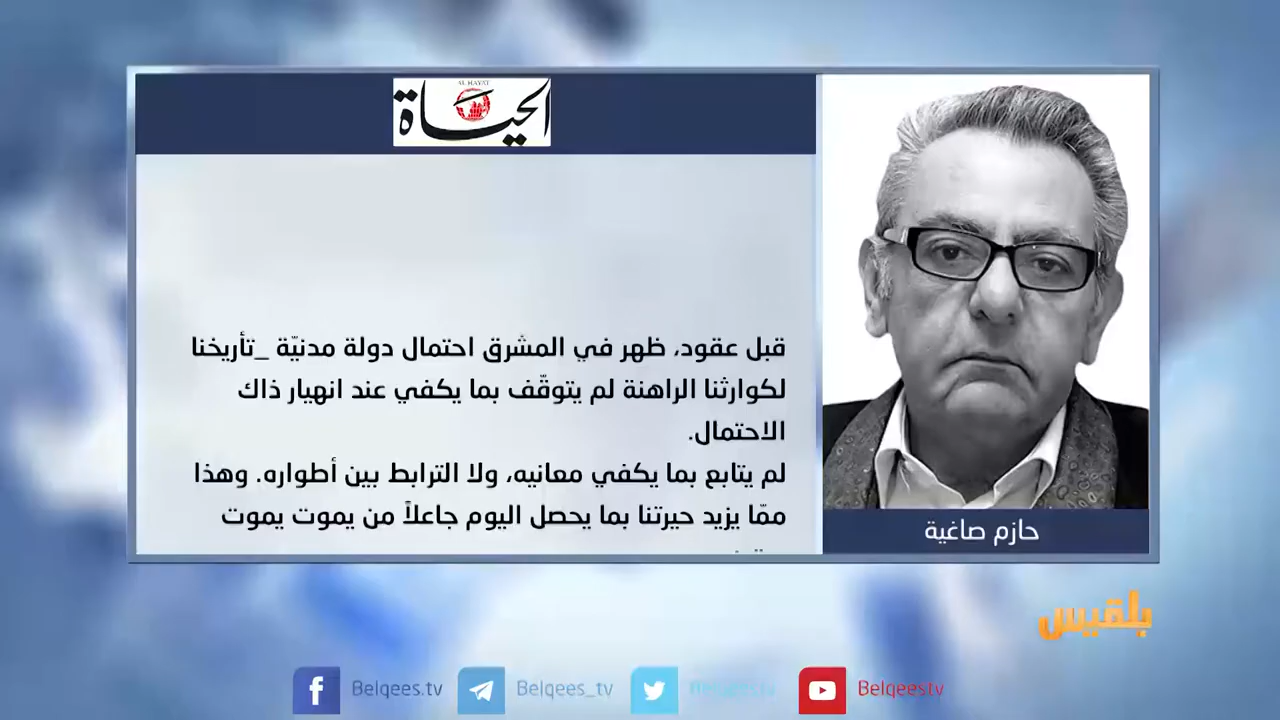 AL HAYAT
الحياة
قبل عقود، ظهر في المشرق احتمال دولة مدنيّة _تأريخنا
لكوارثنا الراهنة لم يتوقّف بما يكفي عند انهيار ذاك
الاحتمال.
لم يتابع بما يكفي معانيه، ولا الترابط بين أطواره. وهذا
ممّا يزيد حيرتنا بما يحصل اليوم جاعلاً من يموت يموت
حازم صاغية
بلقيس
Belqees.tv
Belqees_tv
Belqeestv